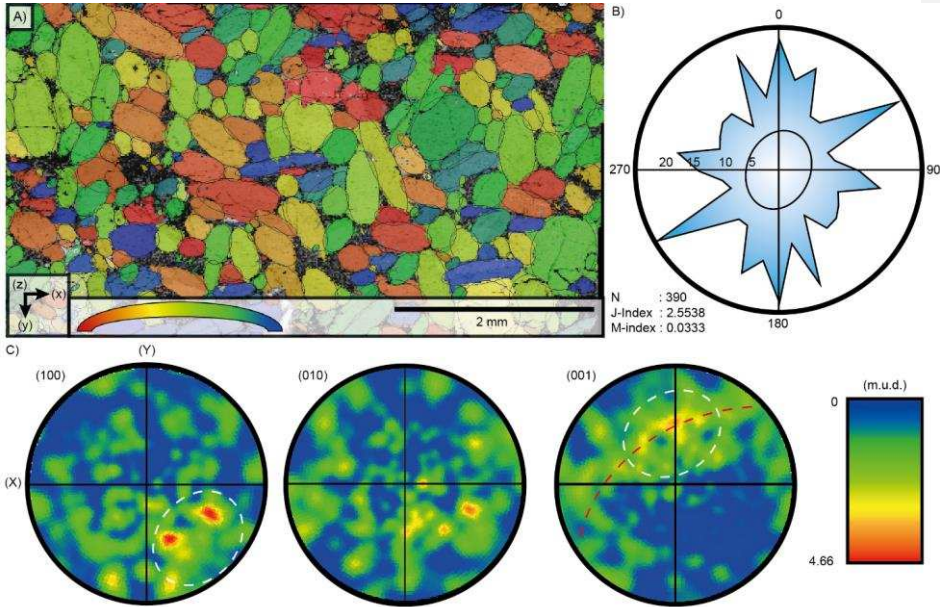 A)
(z)
(x)
(y)
2 mm
B)
0
270
20 15 10 5
90
180
N : 390
J-Index : 2.5538
M-index : 0.0333
C)
(Y)
(100)
(010)
(001)
(X)
(m.u.d.)
0
4.66